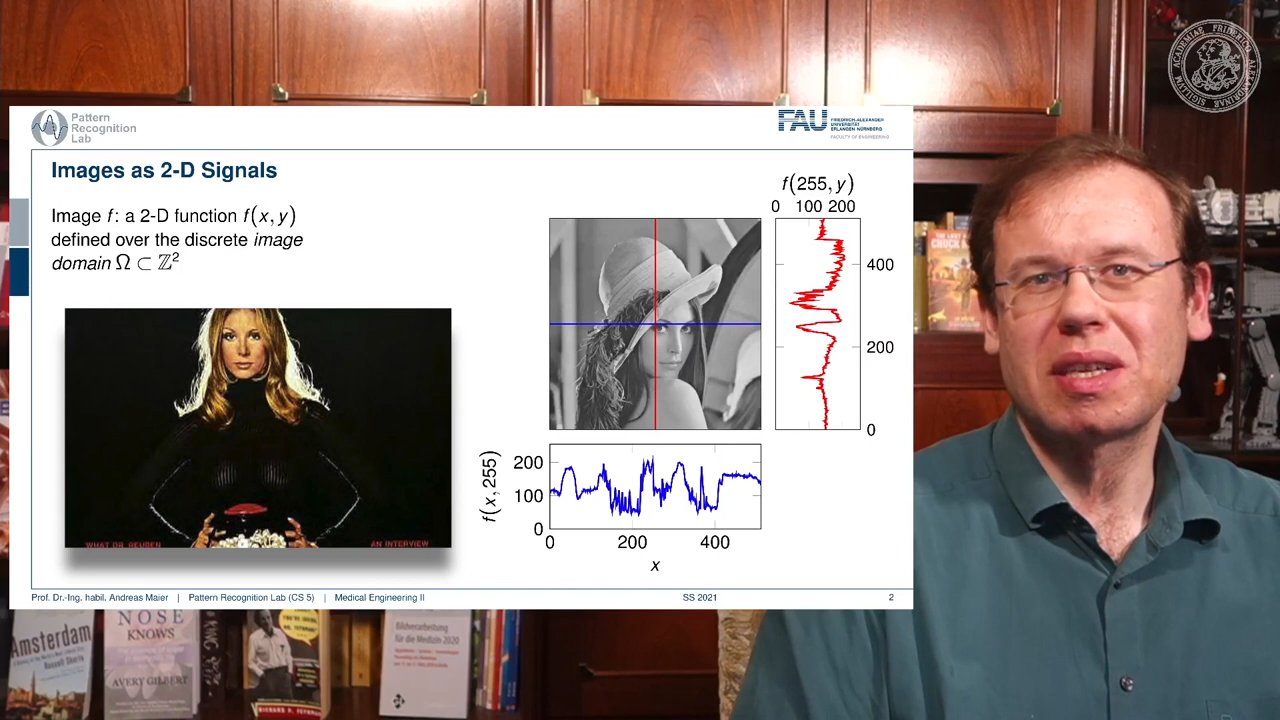 Pattern
Recognition
Lab
FAU
FRIEDRICH-ALEXANDER
UNIVERSITÄT
ERLANGEN-NÜRNBERG
FACULTY OF ENGINEERING
Images as 2-D Signals
Image f: a 2-D function f(x, y)
defined over the discrete image
domain Ω ⊂ ℤ²
WHAT DR. REUBEN
AN INTERVIEW
f(255, y)
0 100 200
400
200
0
f(x, 255)
200
100
0
0 200 400
x
Prof. Dr.-Ing. habil. Andreas Maier | Pattern Recognition Lab (CS 5) | Medical Engineering II
SS 2021
2
Amsterdam
Russell Shorto
NOSE
KNOWS
AVERY GILBERT
Bildverarbeitung
für die Medizin 2020
CHUCK